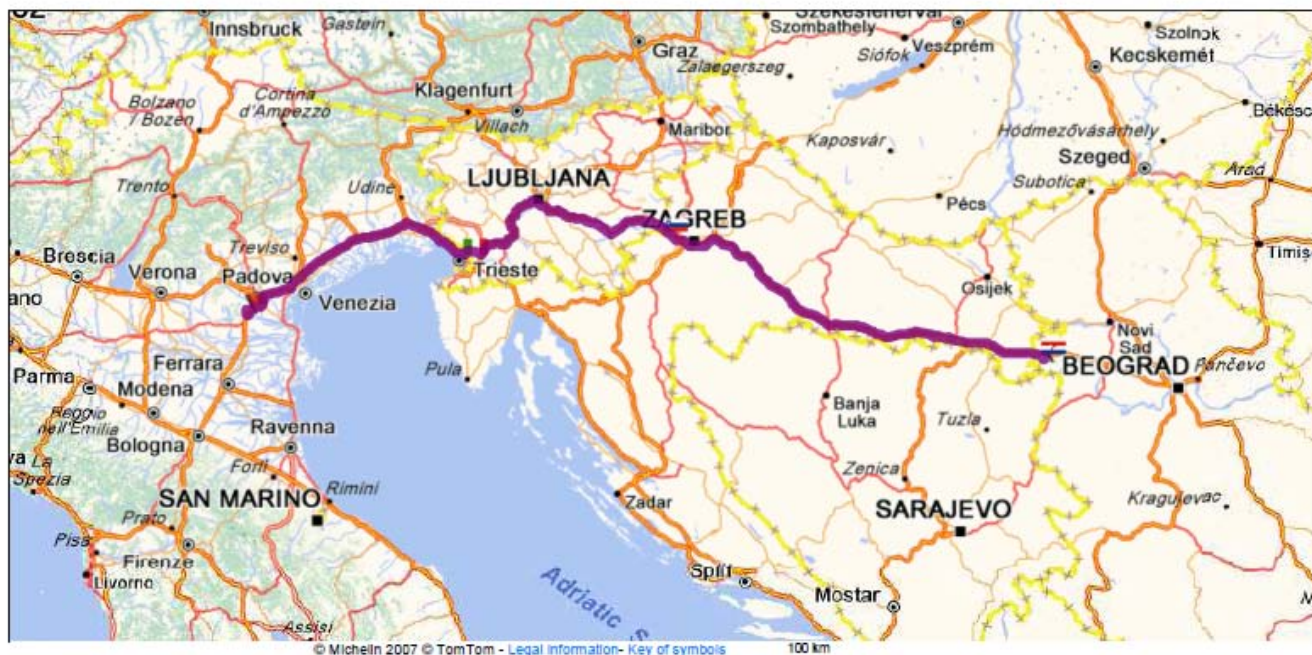 Innsbruck
Gastein
Szombathely
Székesfehérvár
Szolnok
Graz
Siófok
Veszprém
Kecskemét
Zalaegerszeg
Bolzano
/ Bozen
Cortina
d'Ampezzo
Klagenfurt
Villach
Maribor
Kaposvár
Hódmezővásárhely
Szeged
Trento
Udine
LJUBLJANA
Subotica
Arad
Pécs
ZAGREB
Treviso
Brescia
Verona
Padova
Trieste
Venezia
Osijek
Novi
Sad
Ferrara
Pula
BEOGRAD
Pančevo
Parma
Modena
Reggio
nell'Emilia
Banja
Luka
Tuzla
Bologna
Ravenna
La
Spezia
Forlì
Rimini
Zenica
SAN MARINO
Zadar
SARAJEVO
Kragujevac
Prato
Pisa
Firenze
Livorno
Split
Mostar
Adriatic S
Assisi
© Michelin 2007 © TomTom - Legal information- Key of symbols
100 km